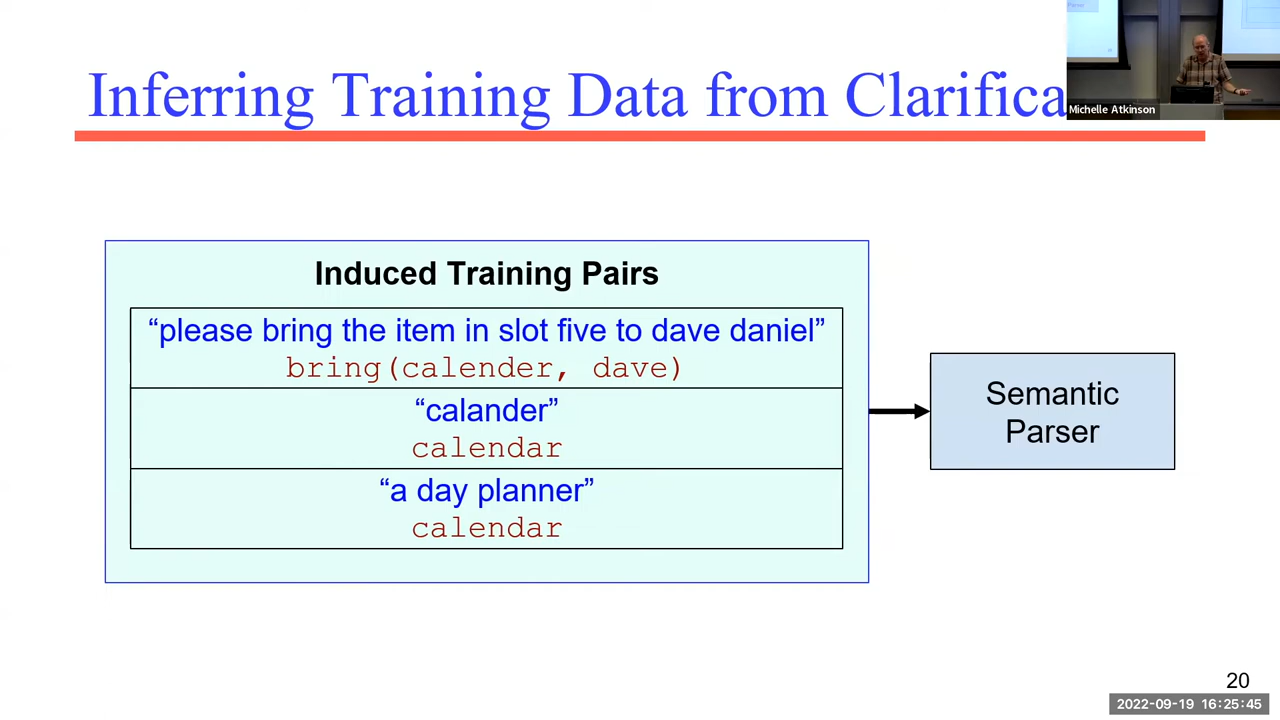 Inferring Training Data from Clarifica
Michelle Atkinson
Induced Training Pairs
“please bring the item in slot five to dave daniel”
bring(calender, dave)
“calander”
calendar
“a day planner”
calendar
Semantic
Parser
20
2022-09-19 16:25:45